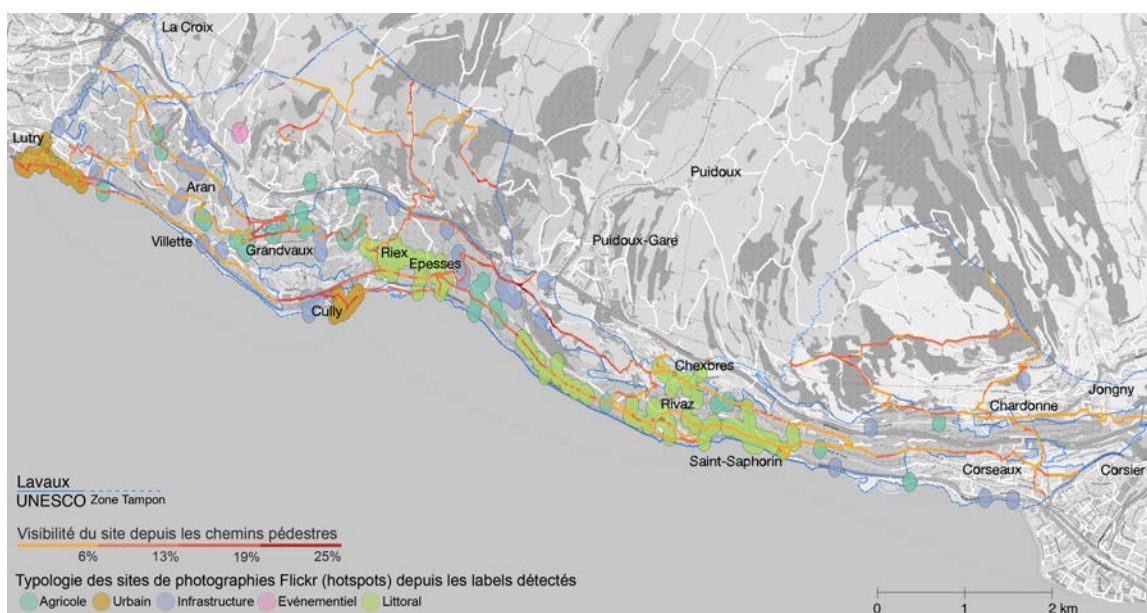 La Croix
Lutry
Aran
Puidoux
Villette
Grandvaux
Riex
Epesses
Puidoux-Gare
Cully
Chexbres
Rivaz
Chardonne
Jongny
Saint-Saphorin
Corseaux
Corsier
Lavaux
UNESCO Zone Tampon
Visibilité du site depuis les chemins pédestres
6% 13% 19% 25%
Typologie des sites de photographies Flickr (hotspots) depuis les labels détectés
Agricole Urbain Infrastructure Evénementiel Littoral
0 1 2 km